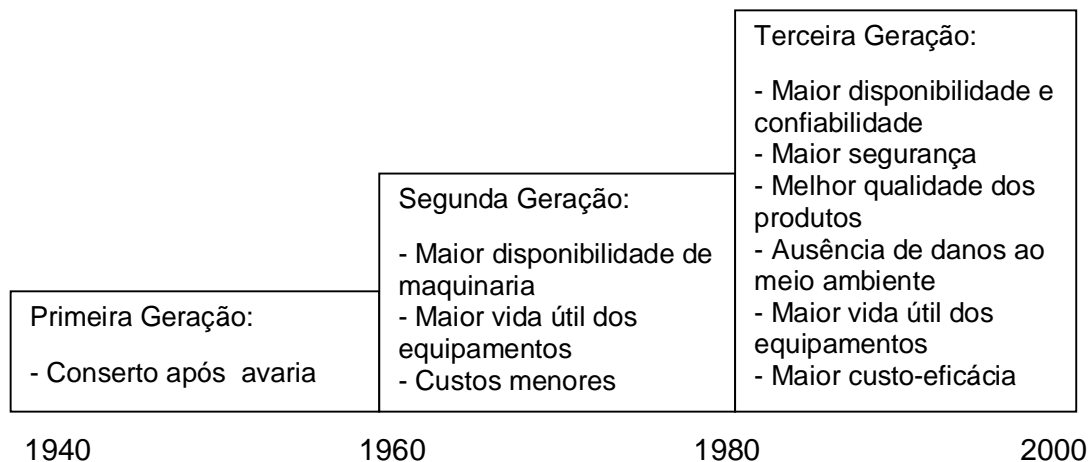 Primeira Geração:
- Conserto após avaria
Segunda Geração:
- Maior disponibilidade de
maquinaria
- Maior vida útil dos
equipamentos
- Custos menores
Terceira Geração:
- Maior disponibilidade e
confiabilidade
- Maior segurança
- Melhor qualidade dos
produtos
- Ausência de danos ao
meio ambiente
- Maior vida útil dos
equipamentos
- Maior custo-eficácia
1940 1960 1980 2000